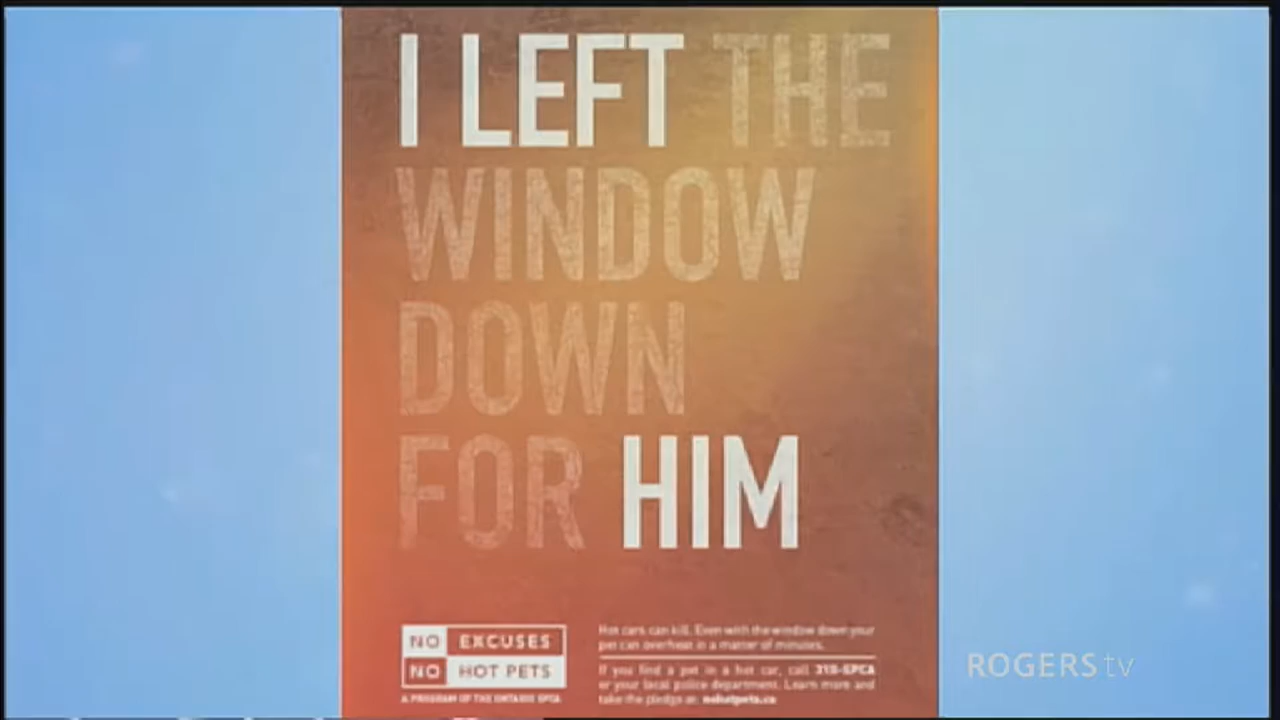 I LEFT THE
WINDOW
DOWN
FOR HIM
NO EXCUSES
NO HOT PETS
A PROGRAM OF THE ONTARIO SPCA
Hot cars can kill. Even with the window down your
pet can overheat in a matter of minutes.
If you find a pet in a hot car, call 310-SPCA
or your local police department. Learn more and
take the pledge at: nohotpets.ca
ROGERS tv